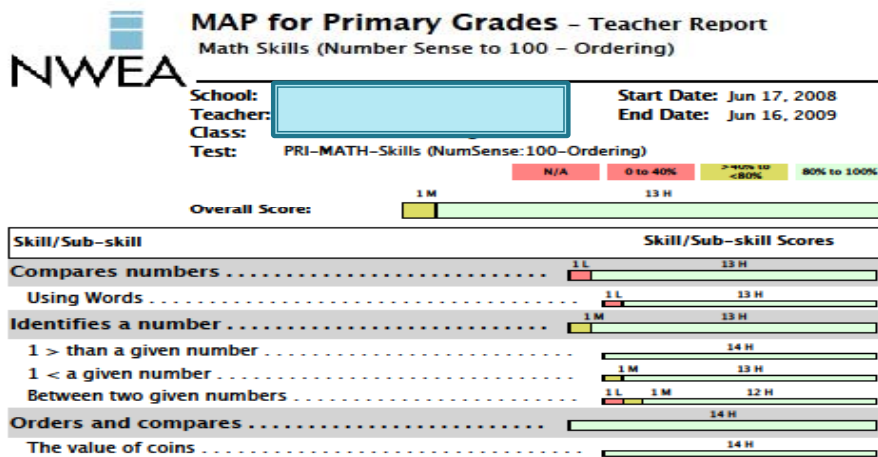 NWEA
MAP for Primary Grades – Teacher Report
Math Skills (Number Sense to 100 – Ordering)
School:
Start Date: Jun 17, 2008
Teacher:
End Date: Jun 16, 2009
Class:
Test: PRI-MATH-Skills (NumSense:100-Ordering)
N/A 0 to 40% >40% to <80% 80% to 100%
1 M 13 H
Overall Score:
Skill/Sub-skill Skill/Sub-skill Scores
1 L 13 H
Compares numbers
1 L 13 H
Using Words
1 M 13 H
Identifies a number
14 H
1 > than a given number
1 M 13 H
1 < a given number
1 L 1 M 12 H
Between two given numbers
14 H
Orders and compares
14 H
The value of coins